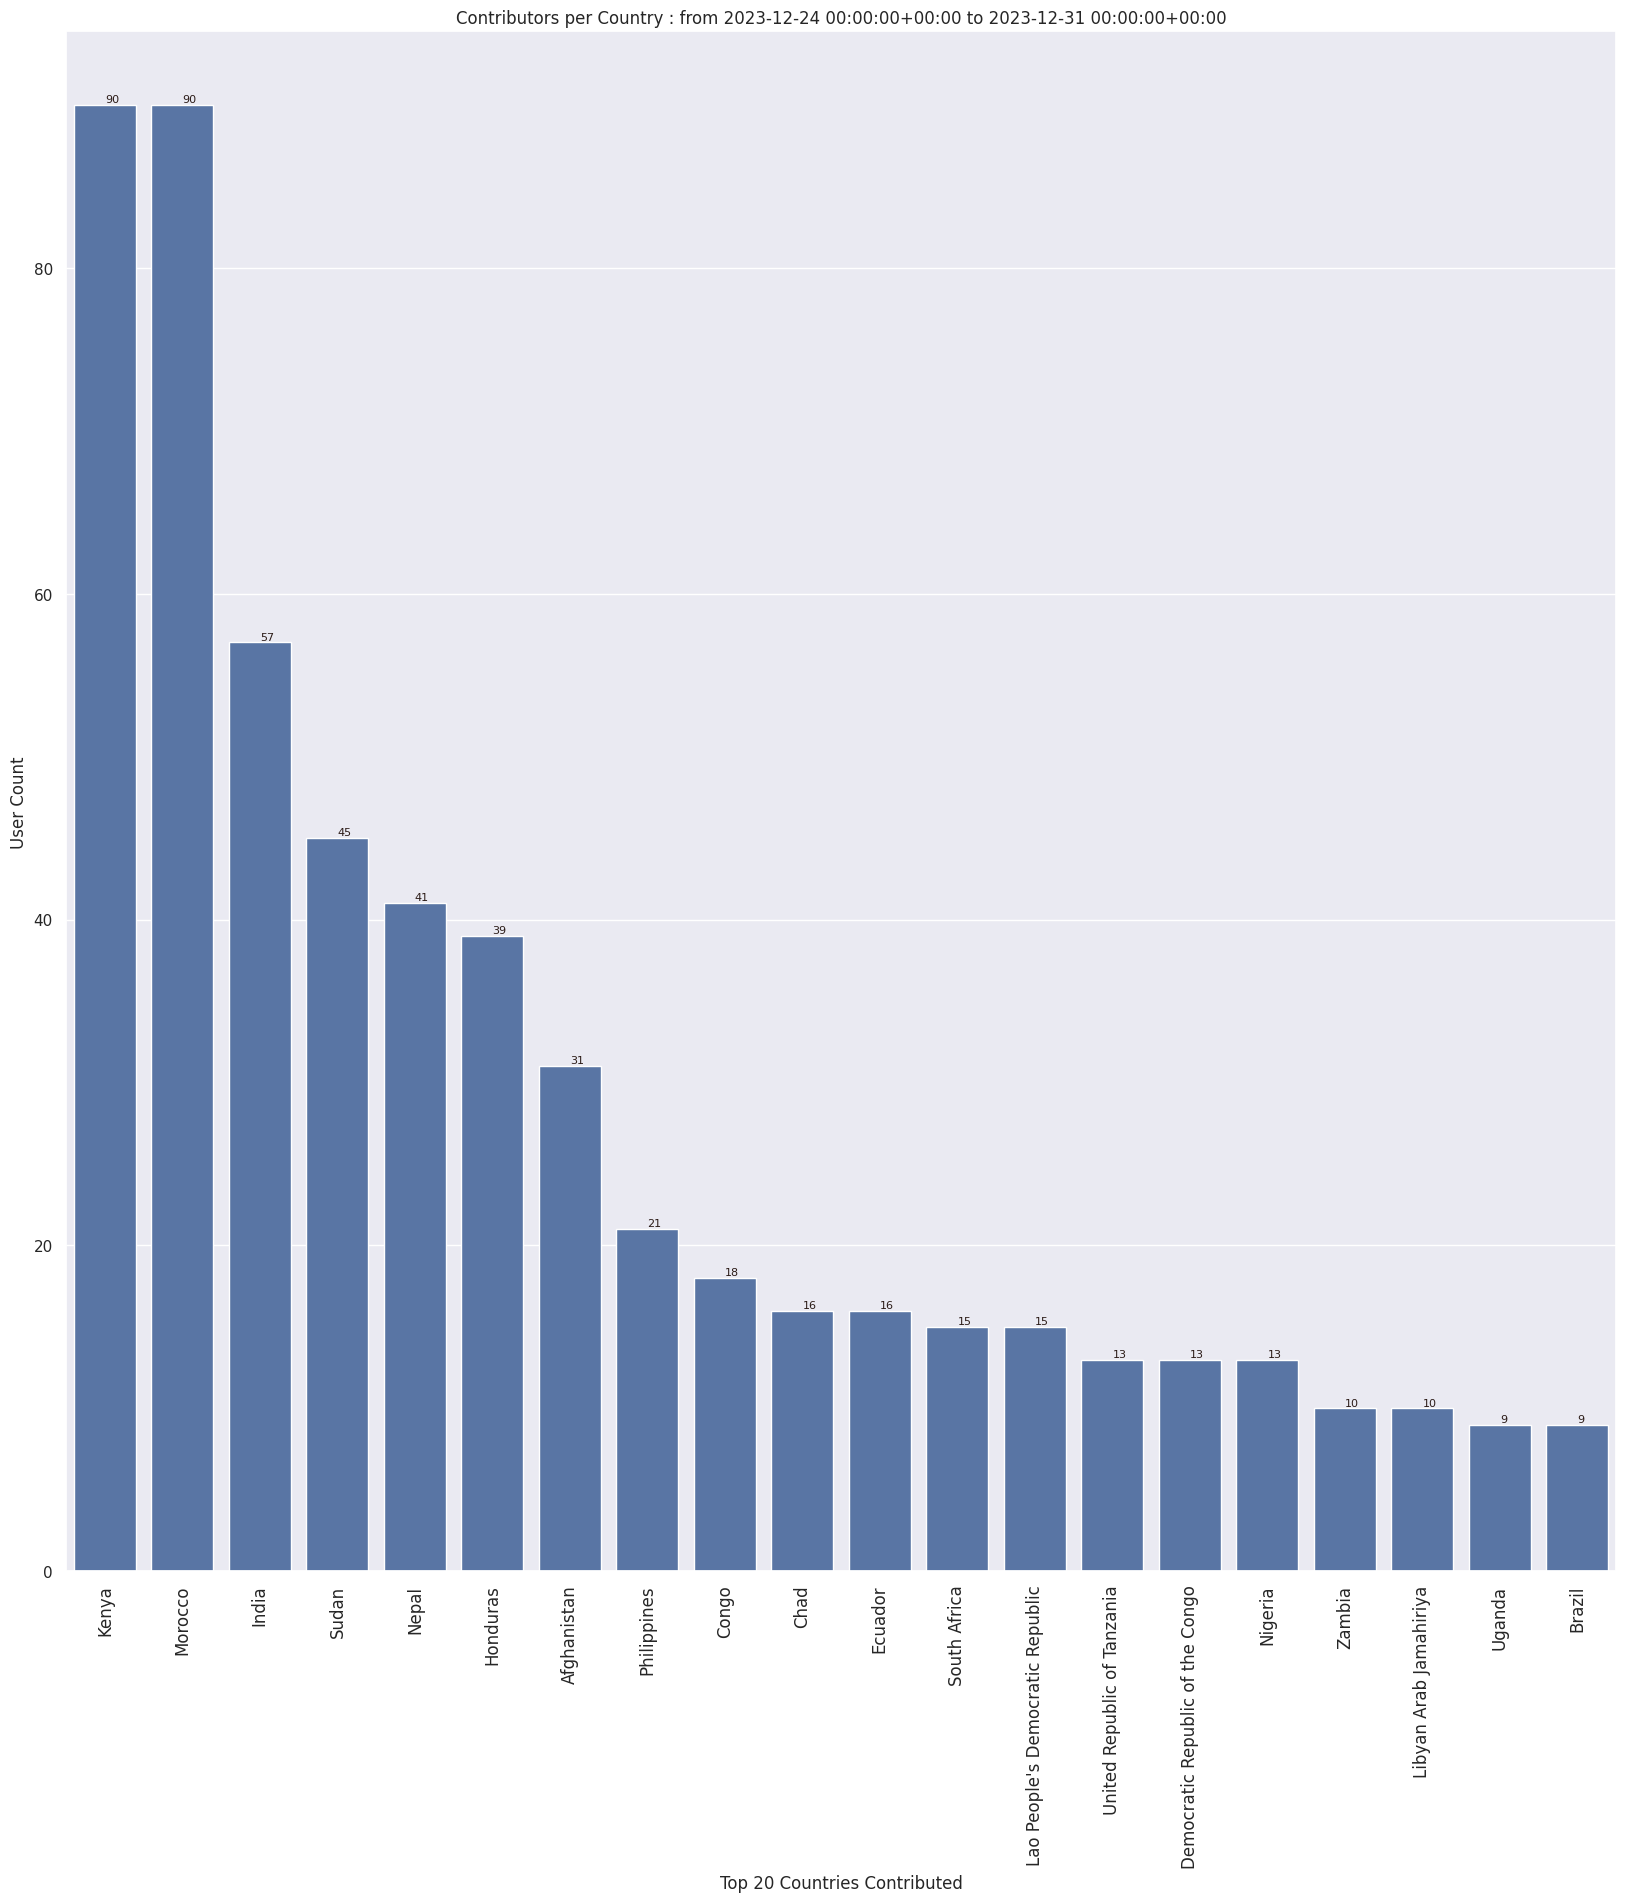 Contributors per Country : from 2023-12-24 00:00:00+00:00 to 2023-12-31 00:00:00+00:00
User Count
80
60
40
20
0
90
90
57
45
41
39
31
21
18
16
16
15
15
13
13
13
10
10
9
9
Kenya
Morocco
India
Sudan
Nepal
Honduras
Afghanistan
Philippines
Congo
Chad
Ecuador
South Africa
Lao People's Democratic Republic
United Republic of Tanzania
Democratic Republic of the Congo
Nigeria
Zambia
Libyan Arab Jamahiriya
Uganda
Brazil
Top 20 Countries Contributed